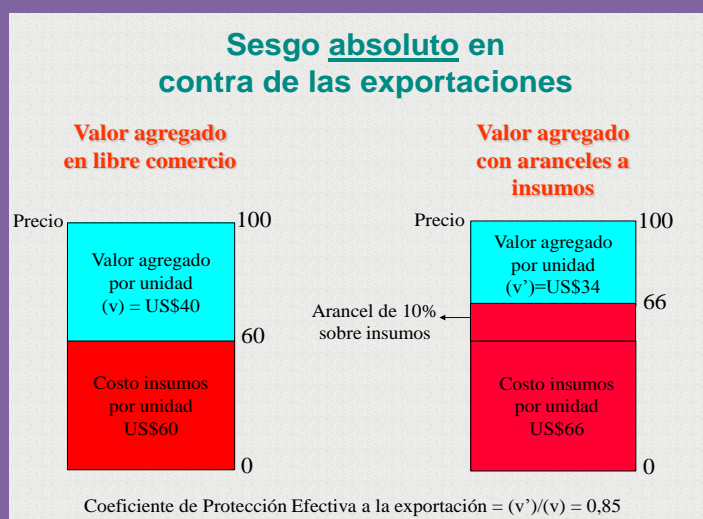 Sesgo absoluto en
contra de las exportaciones
Valor agregado
en libre comercio
Precio
100
Valor agregado
por unidad
(v) = US$40
60
Costo insumos
por unidad
US$60
0
Valor agregado
con aranceles a
insumos
Precio
100
Valor agregado
por unidad
(v’)=US$34
66
Arancel de 10%
sobre insumos
Costo insumos
por unidad
US$66
0
Coeficiente de Protección Efectiva a la exportación = (v’)/(v) = 0,85